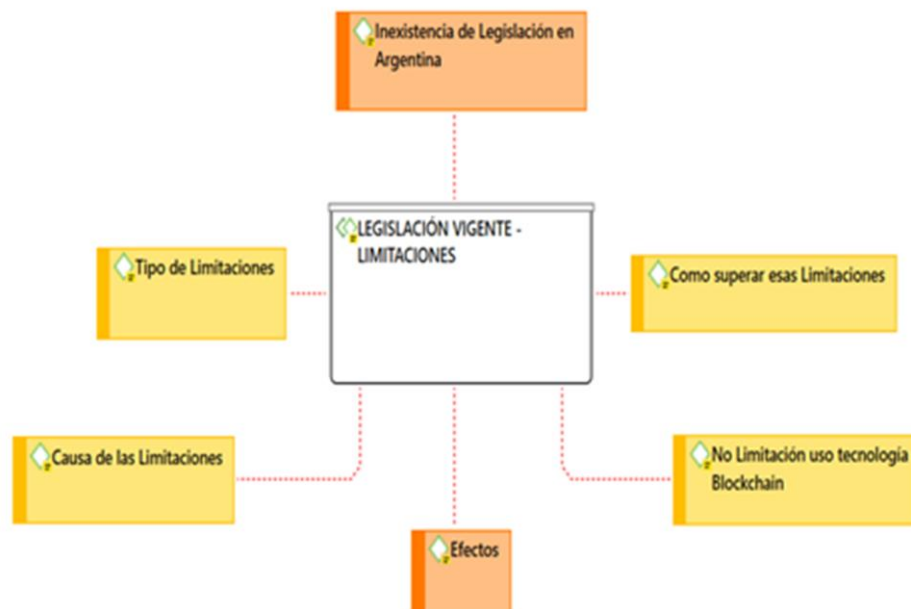 Inexistencia de Legislación en
Argentina
LEGISLACIÓN VIGENTE -
LIMITACIONES
Tipo de Limitaciones
Como superar esas Limitaciones
Causa de las Limitaciones
No Limitación uso tecnología
Blockchain
Efectos